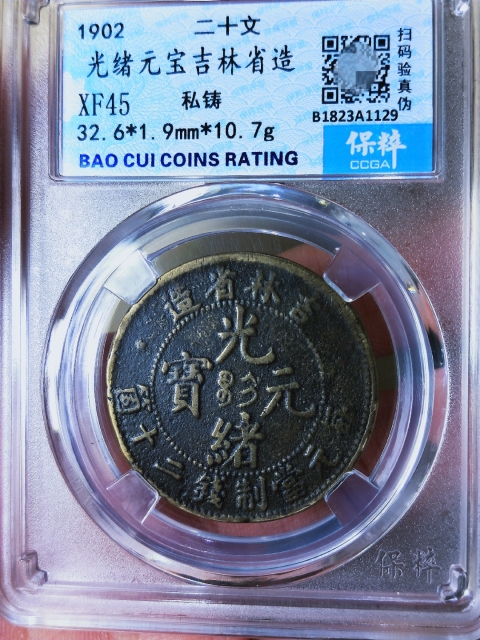 1902 二十文
光绪元宝吉林省造
XF45 私铸
32.6*1.9mm*10.7g
BAO CUI COINS RATING
扫码验真伪
B1823A1129
保粹
CCGA
造省林吉
光
寶 元
緒
箇十二錢制當元
保粹